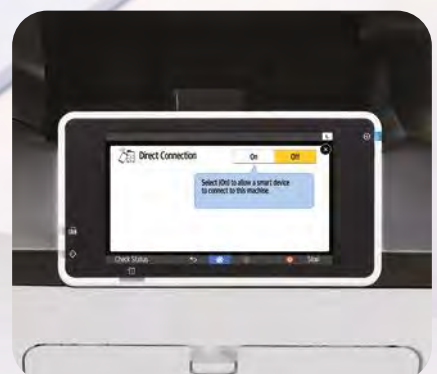 Direct Connection
On
Off
Select [On] to allow a smart device
to connect to this machine.
Check Status
Stop